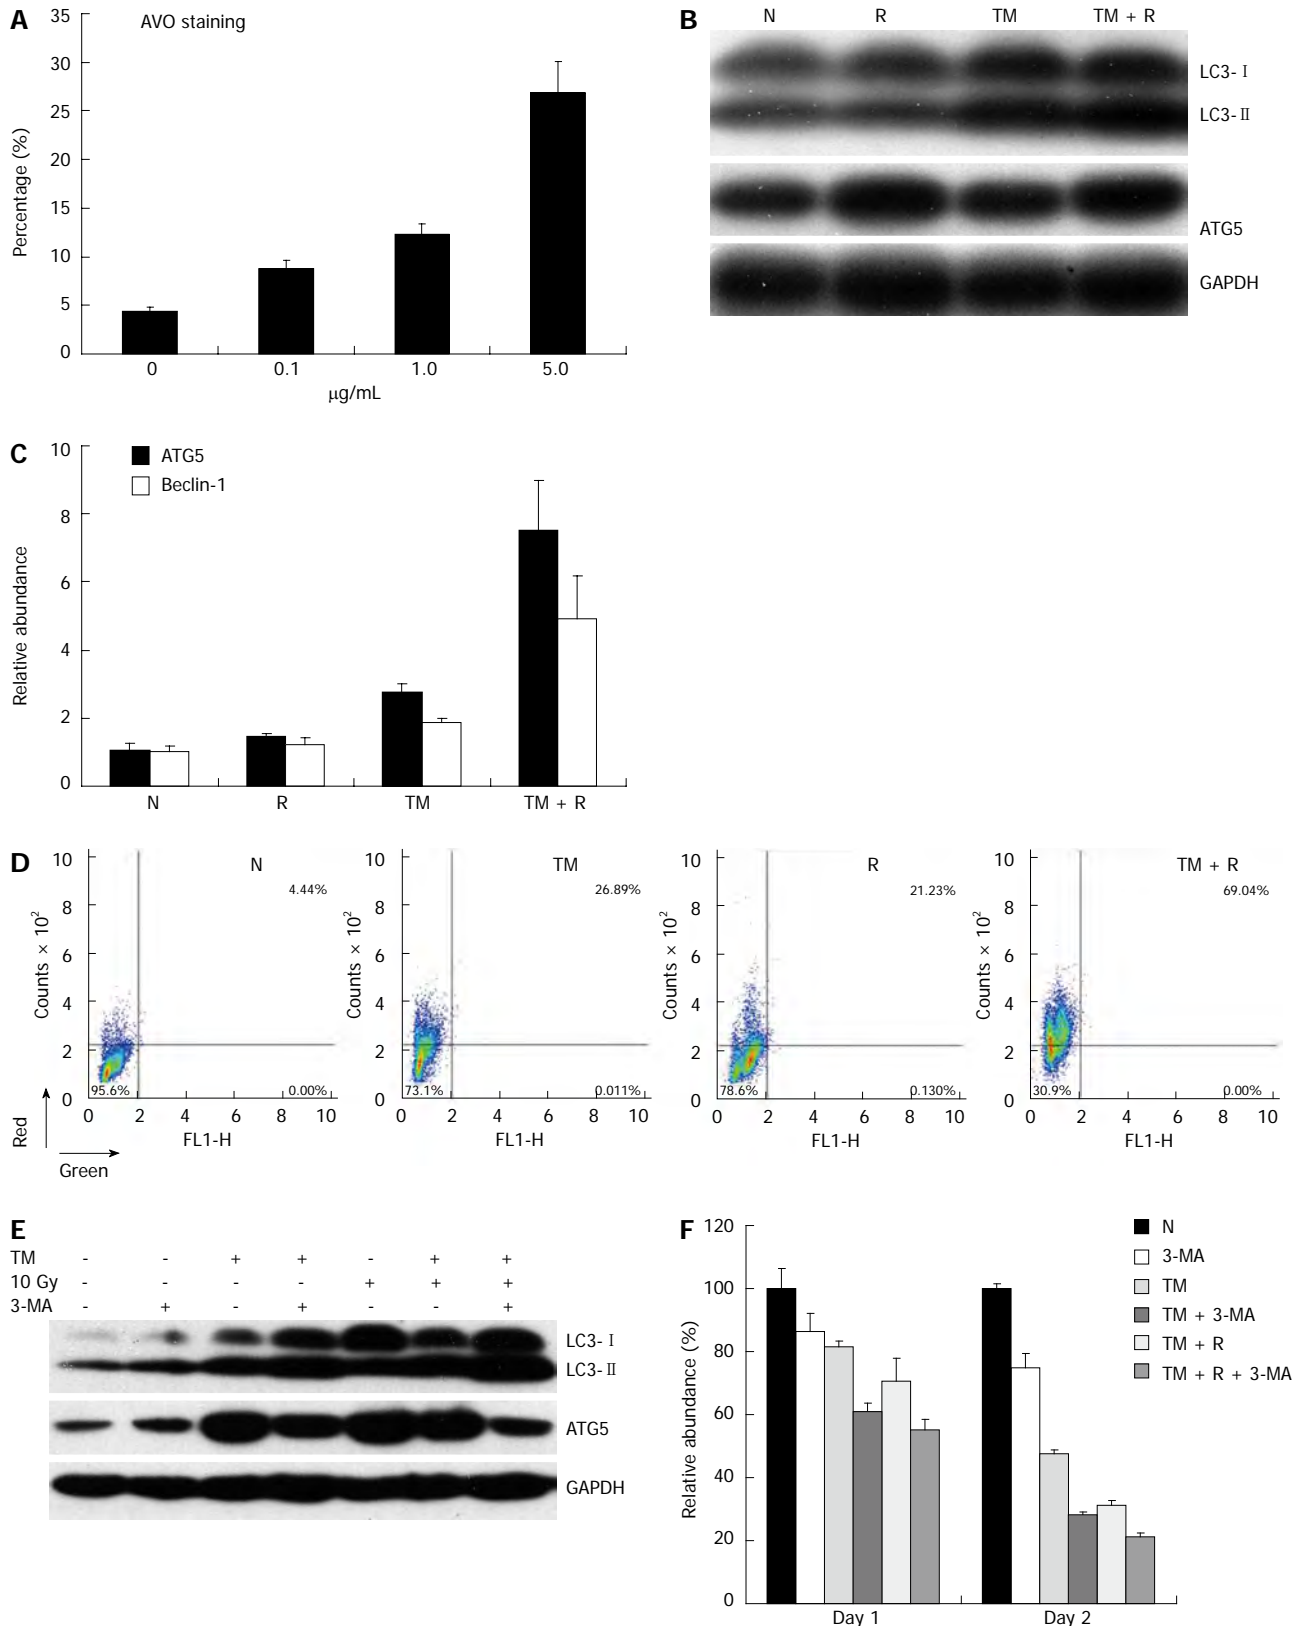 A
AVO staining
Percentage (%)
35
30
25
20
15
10
5
0
0 0.1 1.0 5.0
μg/mL
B
N R TM TM + R
LC3-Ⅰ
LC3-Ⅱ
ATG5
GAPDH
C
ATG5
Beclin-1
Relative abundance
10
8
6
4
2
0
N R TM TM + R
D
N
4.44%
Counts × 10²
10
8
6
4
2
0
95.6% 0.00%
0 2 4 6 8 10
FL1-H
Red
Green
TM
26.89%
Counts × 10²
10
8
6
4
2
0
73.1% 0.011%
0 2 4 6 8 10
FL1-H
R
21.23%
Counts × 10²
10
8
6
4
2
0
78.6% 0.130%
0 2 4 6 8 10
FL1-H
TM + R
69.04%
Counts × 10²
10
8
6
4
2
0
30.9% 0.00%
0 2 4 6 8 10
FL1-H
E
TM - - + + - + +
10 Gy - - - - + + +
3-MA - + - + - - +
LC3-Ⅰ
LC3-Ⅱ
ATG5
GAPDH
F
Relative abundance (%)
120
100
80
60
40
20
0
Day 1 Day 2
N
3-MA
TM
TM + 3-MA
TM + R
TM + R + 3-MA